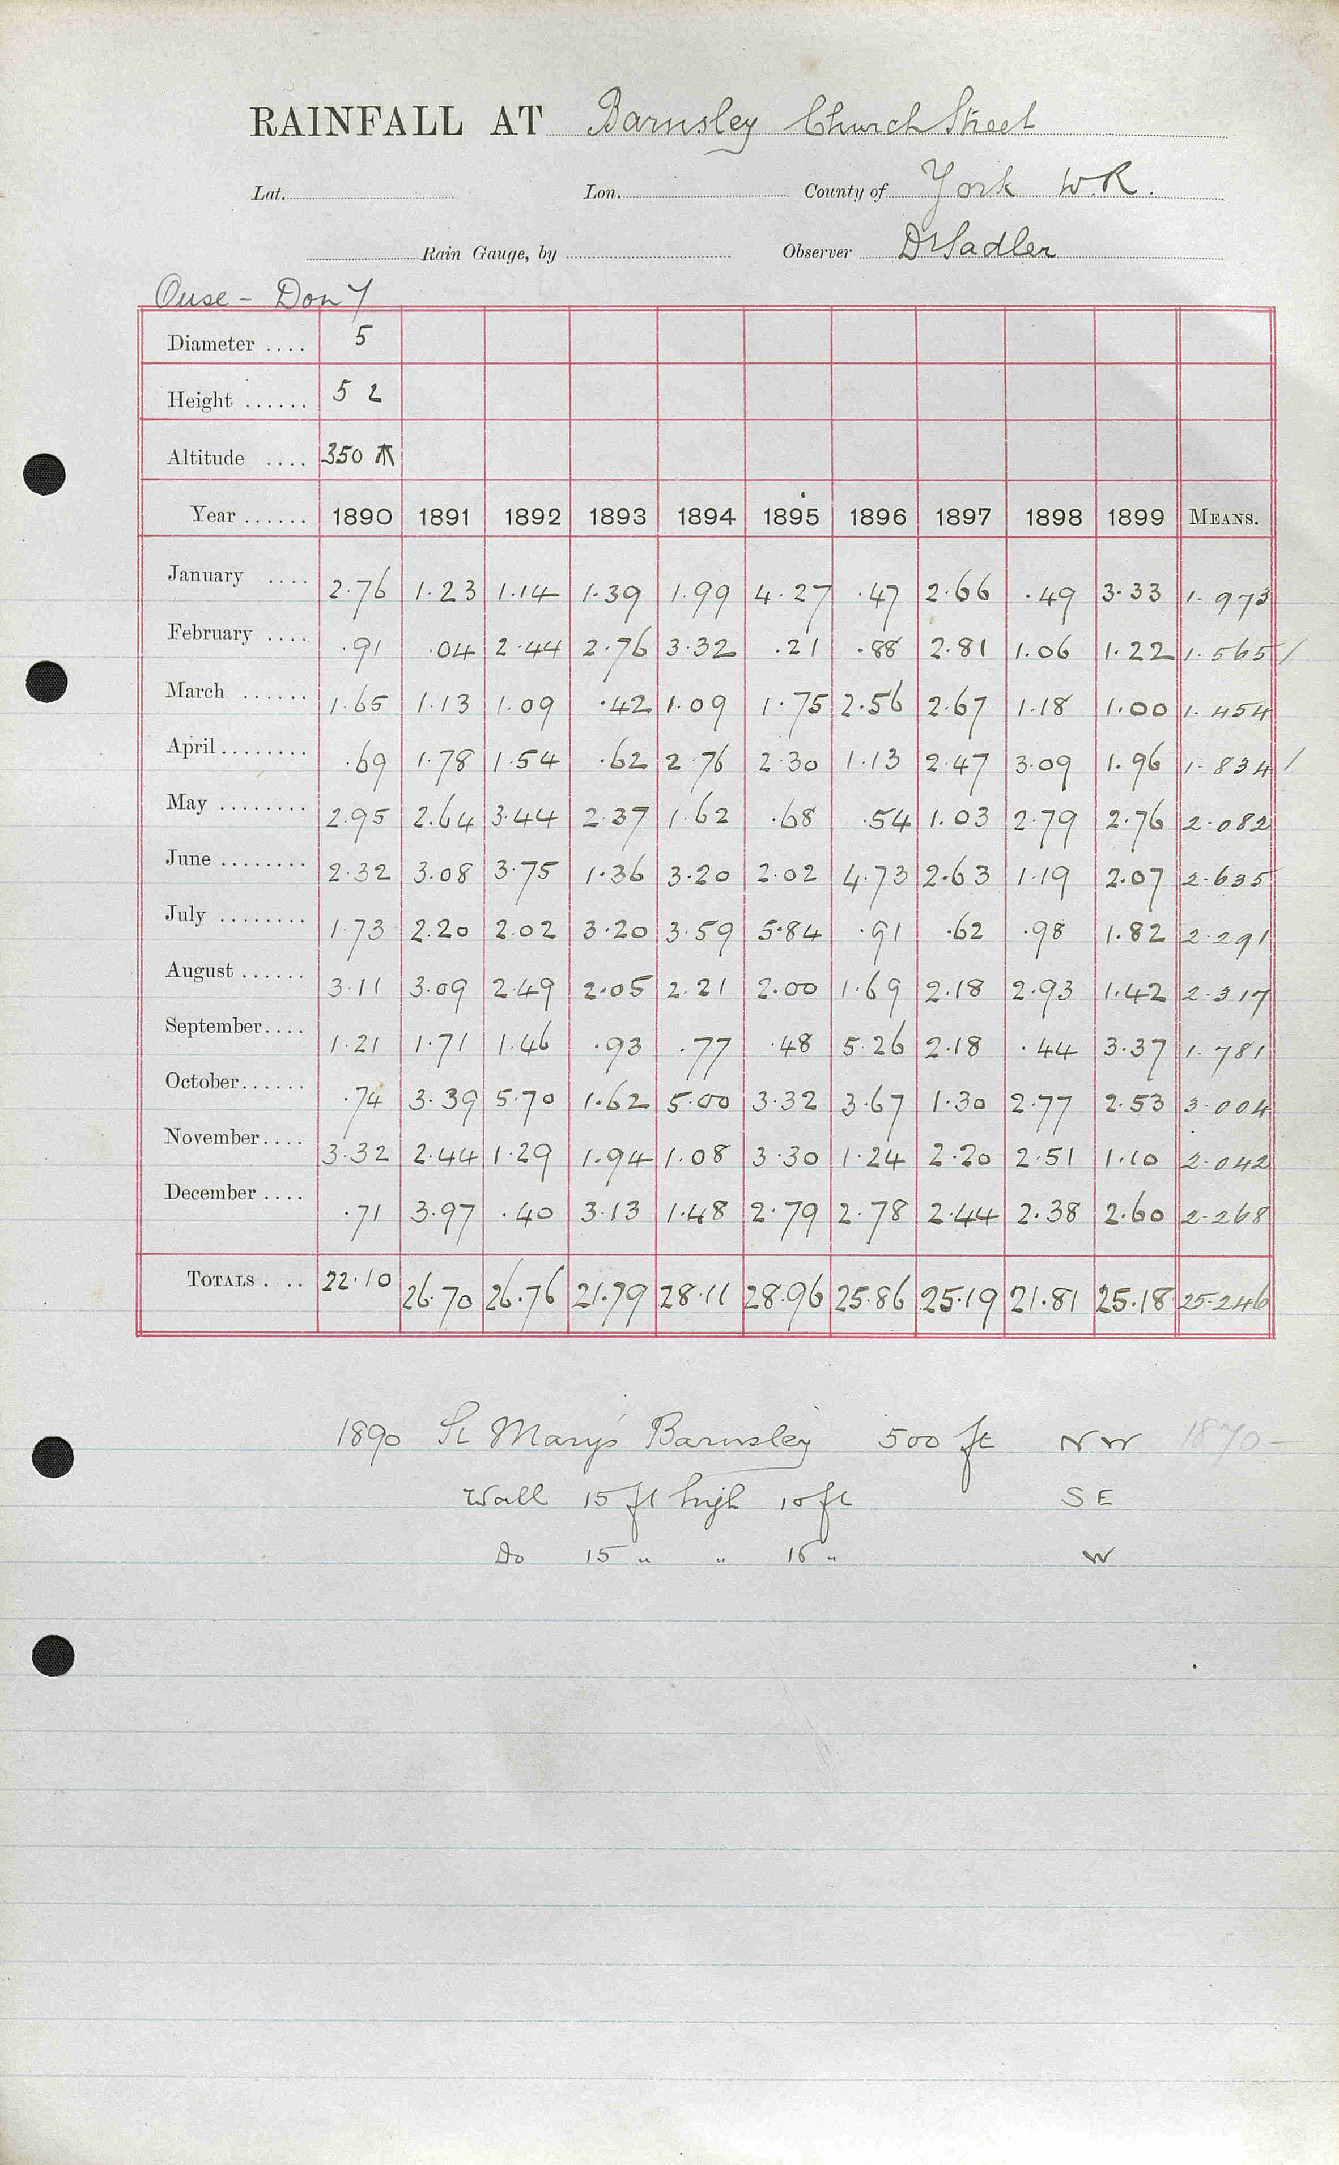 RAINFALL AT Barnsley Church Street
Lat. Lon. County of York W.R.
Rain Gauge, by Observer Dr Sadler
Ouse - Don 7
Diameter .... 5
Height ...... 5 2
Altitude .... 350
Year ...... 1890 1891 1892 1893 1894 1895 1896 1897 1898 1899 MEANS.
January .... 2.76 1.23 1.14 1.39 1.99 4.27 .47 2.66 .49 3.33 1.973
February .... .91 .04 2.44 2.76 3.32 .21 .88 2.81 1.06 1.22 1.565 /
March ...... 1.65 1.13 1.09 .42 1.09 1.75 2.56 2.67 1.18 1.00 1.454
April ........ .69 1.78 1.54 .62 2.76 2.30 1.13 2.47 3.09 1.96 1.834 /
May ........ 2.95 2.64 3.44 2.37 1.62 .68 .54 1.03 2.79 2.76 2.082
June ........ 2.32 3.08 3.75 1.36 3.20 2.02 4.73 2.63 1.19 2.07 2.635
July ........ 1.73 2.20 2.02 3.20 3.59 5.84 .91 .62 .98 1.82 2.291
August ...... 3.11 3.09 2.49 2.05 2.21 2.00 1.69 2.18 2.93 1.42 2.317
September .... 1.21 1.71 1.46 .93 .77 .48 5.26 2.18 .44 3.37 1.781
October ...... .74 3.39 5.70 1.62 5.00 3.32 3.67 1.30 2.77 2.53 3.004
November .... 3.32 2.44 1.29 1.94 1.08 3.30 1.24 2.20 2.51 1.10 2.042
December .... .71 3.97 .40 3.13 1.48 2.79 2.78 2.44 2.38 2.60 2.268
TOTALS .... 22.10 26.70 26.76 21.79 28.11 28.96 25.86 25.19 21.81 25.18 25.246
1890 St Mary's Barnsley 500 ft NW 1870-
Wall 15 ft high 10 ft SE
Do 15 " " 16 " W